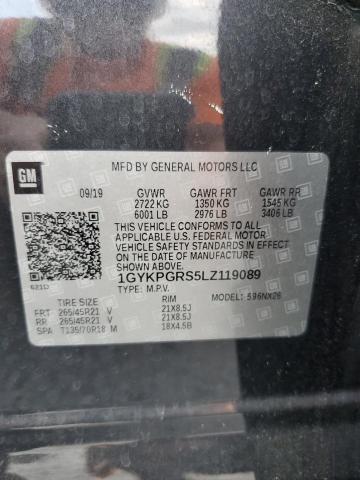 MFD BY GENERAL MOTORS LLC
GM
09/19 GVWR GAWR FRT GAWR RR
2722 KG 1350 KG 1545 KG
6001 LB 2976 LB 3406 LB
THIS VEHICLE CONFORMS TO ALL
APPLICABLE U.S. FEDERAL MOTOR
VEHICLE SAFETY STANDARDS IN EFFECT
ON THE DATE OF MANUFACTURE
SHOWN ABOVE.
1GYKPGRS5LZ119089
621D TYPE: M.P.V. MODEL: 596NX26
TIRE SIZE RIM
FRT 265/45R21 V 21X8.5J
RR 265/45R21 V 21X8.5J
SPA T135/70R18 M 18X4.5B